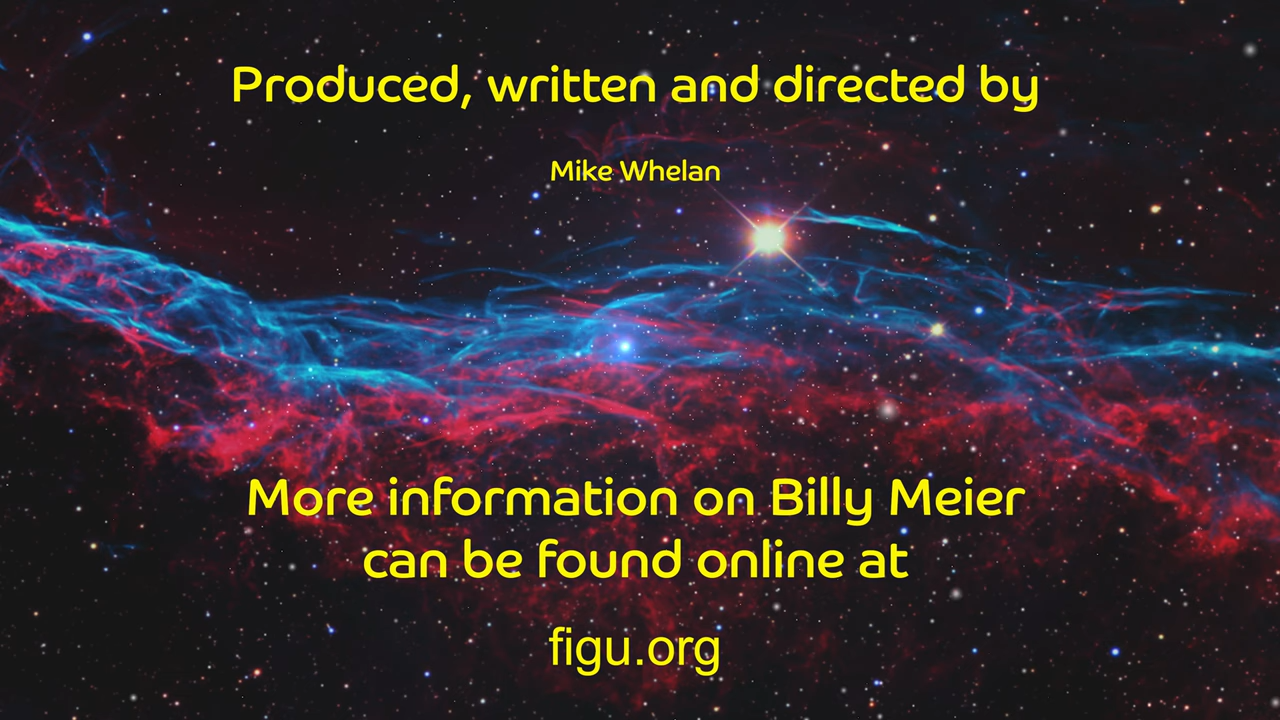 Produced, written and directed by
Mike Whelan
More information on Billy Meier
can be found online at
figu.org